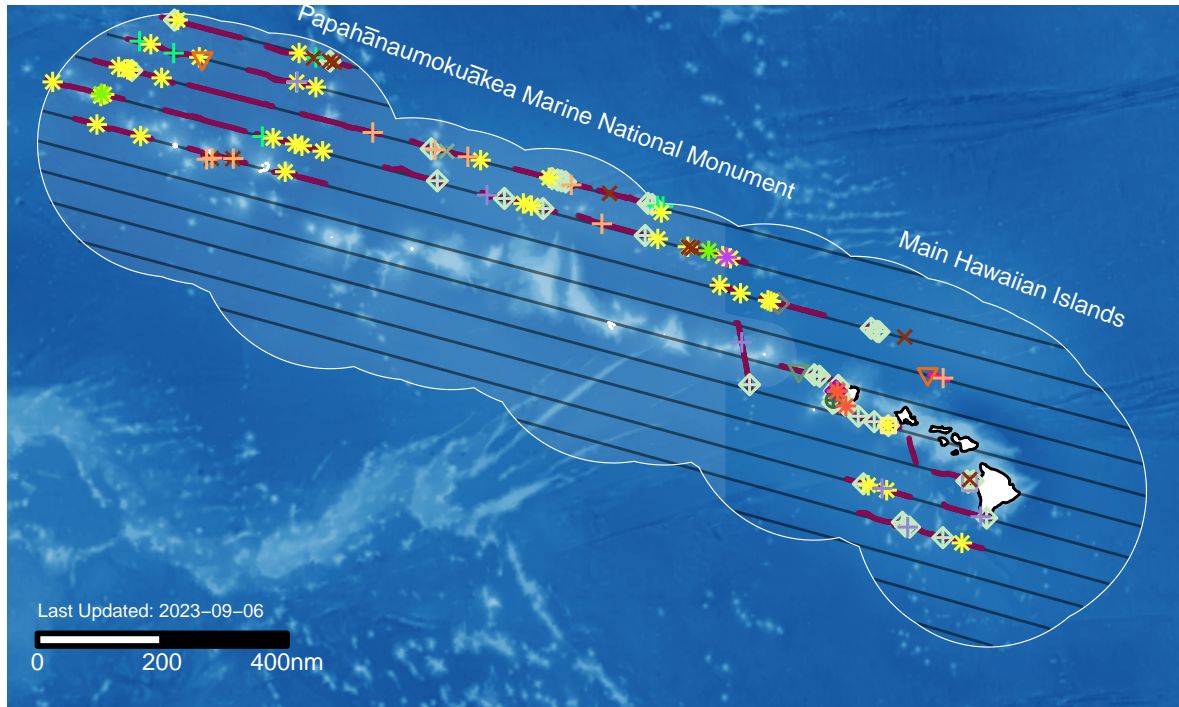 Papahānaumokuākea Marine National Monument
Main Hawaiian Islands
Last Updated: 2023−09−06
0 200 400nm